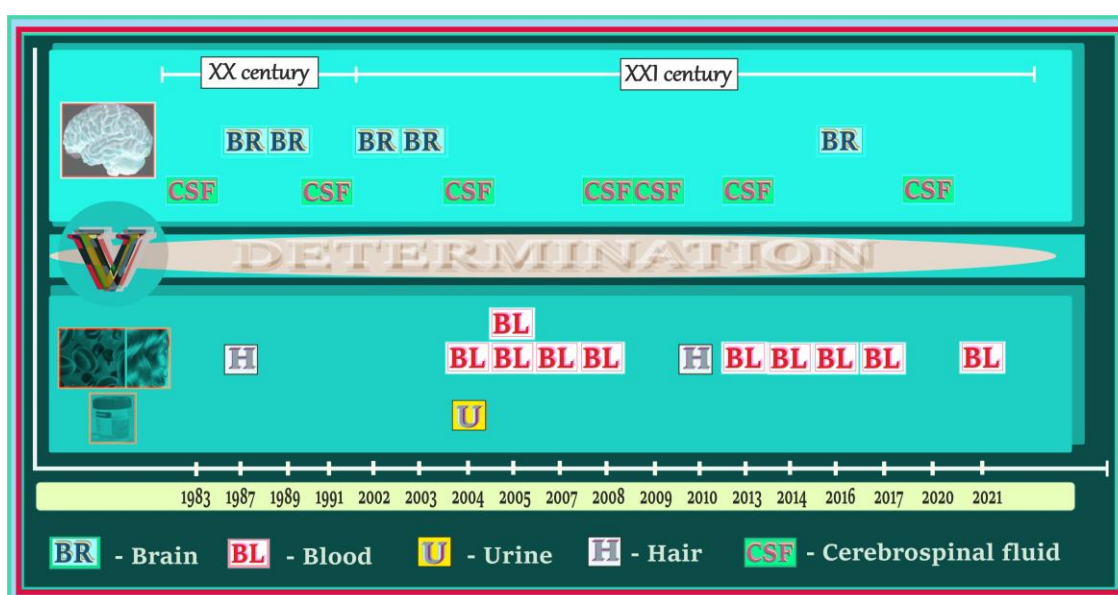 XX century XXI century
BR BR BR BR BR
CSF CSF CSF CSF CSF CSF CSF
V DETERMINATION
BL
H BL BL BL BL H BL BL BL BL BL
U
1983 1987 1989 1991 2002 2003 2004 2005 2007 2008 2009 2010 2013 2014 2016 2017 2020 2021
BR - Brain BL - Blood U - Urine H - Hair CSF - Cerebrospinal fluid